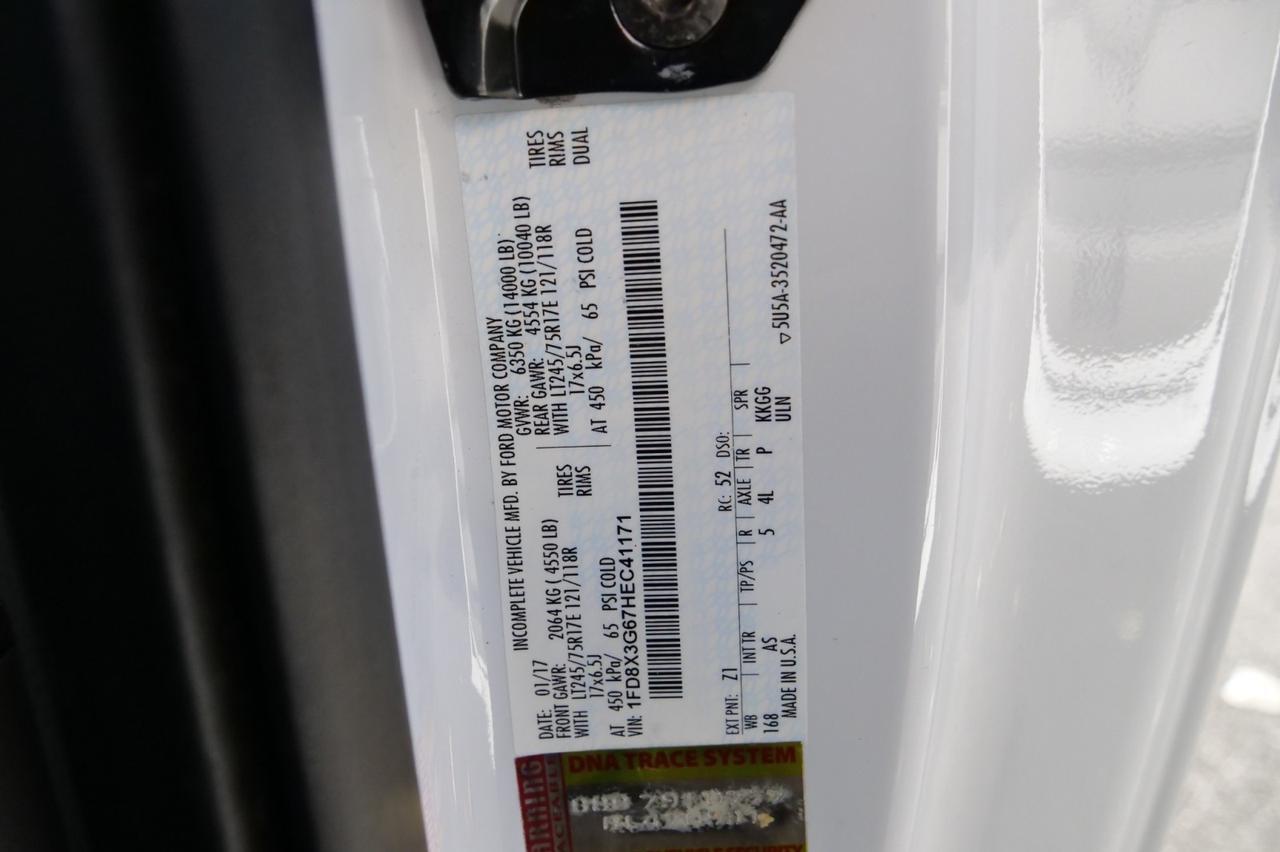 INCOMPLETE VEHICLE MFD. BY FORD MOTOR COMPANY
DATE: 01/17 GVWR: 6350 KG (14000 LB)
FRONT GAWR: 2064 KG ( 4550 LB) REAR GAWR: 4554 KG (10040 LB)
WITH LT245/75R17E 121/118R TIRES WITH LT245/75R17E 121/118R TIRES
17x6.5J RIMS 17x6.5J RIMS
AT 450 kPa/ 65 PSI COLD AT 450 kPa/ 65 PSI COLD DUAL
VIN: 1FD8X3G67HEC41171
EXT PNT: Z1 RC: 52 DSO:
WB INT TR TP/PS R AXLE TR SPR
168 AS 5 4L P KKGG
MADE IN U.S.A. ULN
▽5U5A-3520472-AA
DNA TRACE SYSTEM